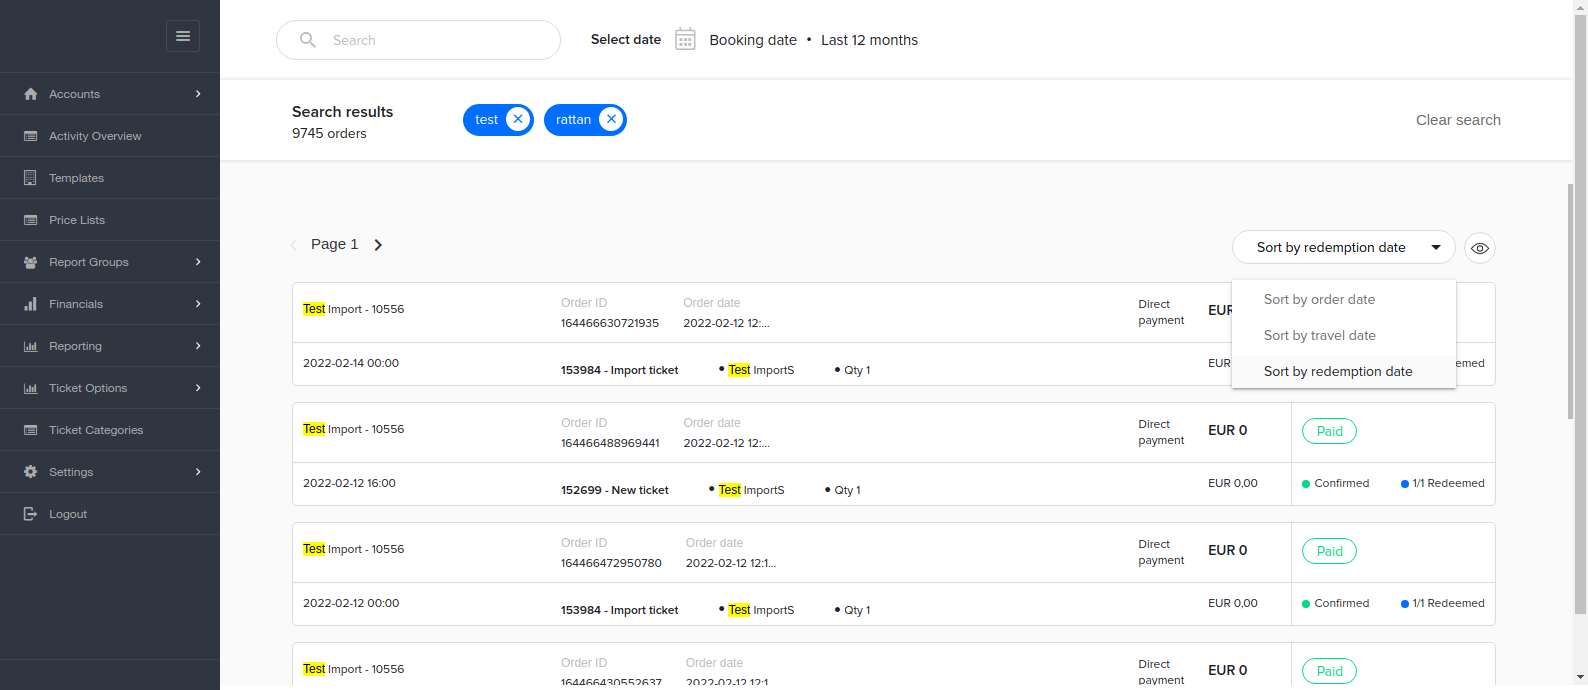 Accounts
Activity Overview
Templates
Price Lists
Report Groups
Financials
Reporting
Ticket Options
Ticket Categories
Settings
Logout
Search
Select date
Booking date • Last 12 months
Search results
9745 orders
test
rattan
Clear search
Page 1
Sort by redemption date
Sort by order date
Sort by travel date
Sort by redemption date
Test Import - 10556
Order ID
164466630721935
Order date
2022-02-12 12:...
Direct
payment
EUR
2022-02-14 00:00
153984 - Import ticket
• Test ImportS
• Qty 1
EUR
emed
Test Import - 10556
Order ID
164466488969441
Order date
2022-02-12 12:...
Direct
payment
EUR 0
Paid
2022-02-12 16:00
152699 - New ticket
• Test ImportS
• Qty 1
EUR 0,00
Confirmed
1/1 Redeemed
Test Import - 10556
Order ID
164466472950780
Order date
2022-02-12 12:1...
Direct
payment
EUR 0
Paid
2022-02-12 00:00
153984 - Import ticket
• Test ImportS
• Qty 1
EUR 0,00
Confirmed
1/1 Redeemed
Test Import - 10556
Order ID
164466430552637
Order date
2022-02-12 12:1
Direct
payment
EUR 0
Paid